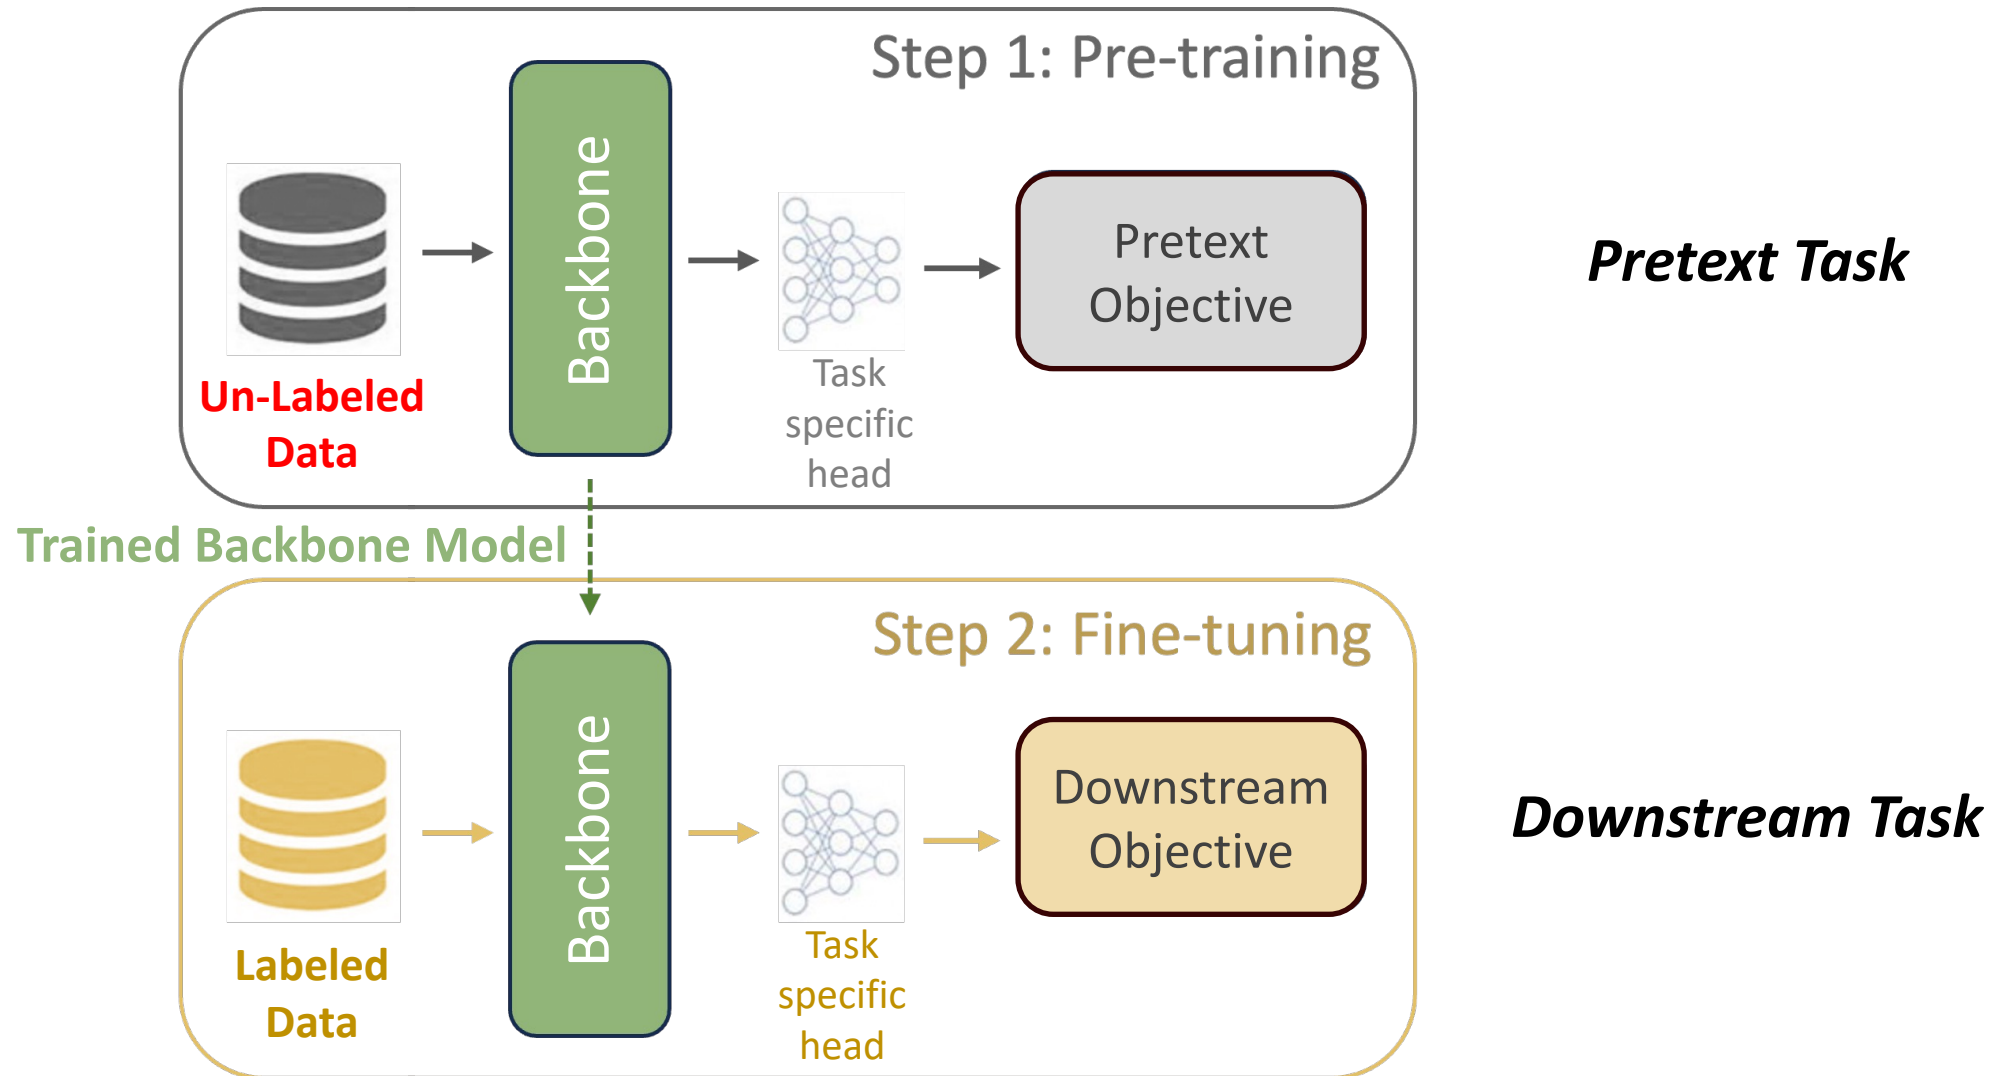 Step 1: Pre-training
Backbone
Pretext
Objective
Pretext Task
Task
specific
head
Un-Labeled
Data
Trained Backbone Model
Step 2: Fine-tuning
Backbone
Downstream
Objective
Downstream Task
Task
specific
head
Labeled
Data